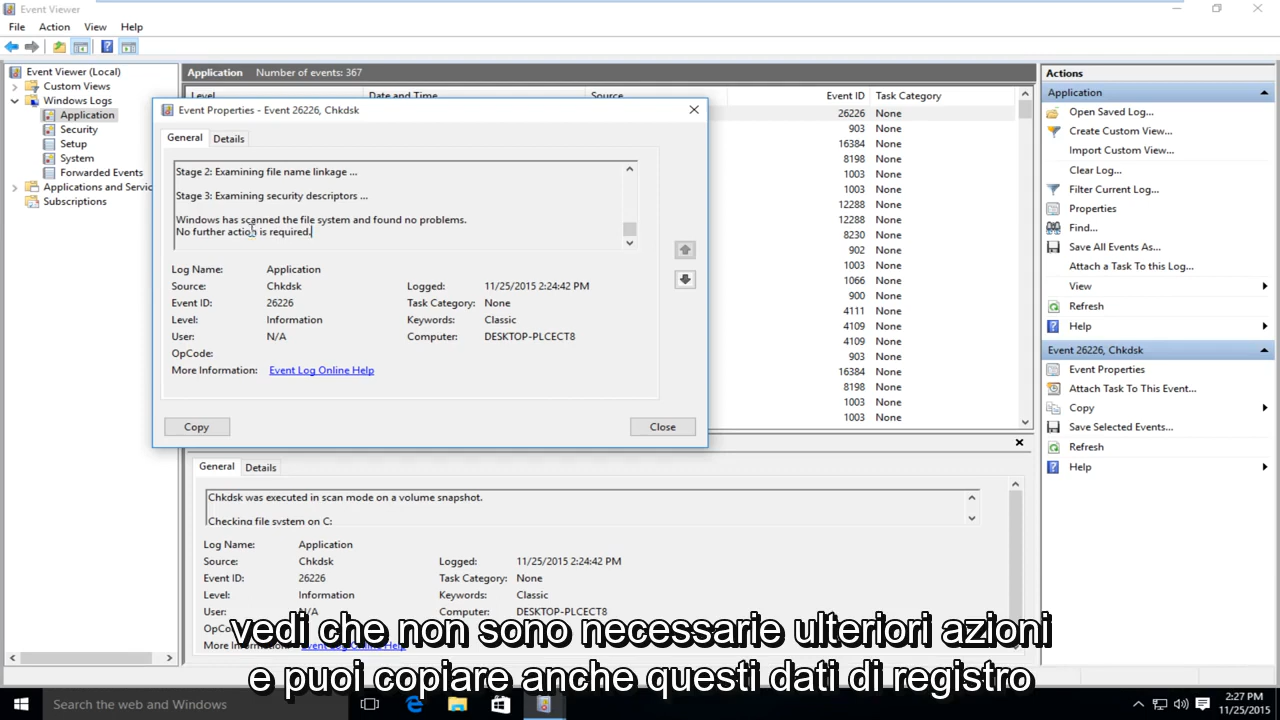 Event Viewer
File Action View Help
Event Viewer (Local)
Custom Views
Windows Logs
Application
Security
Setup
System
Forwarded Events
Applications and Servic
Subscriptions
Application Number of events: 367
Level Date and Time Source Event ID Task Category
26226 None
903 None
16384 None
8198 None
1003 None
1003 None
12288 None
12288 None
8230 None
902 None
1003 None
1066 None
900 None
4111 None
4109 None
4109 None
903 None
16384 None
8198 None
1003 None
1003 None
Event Properties - Event 26226, Chkdsk
General Details
Stage 2: Examining file name linkage ...
Stage 3: Examining security descriptors ...
Windows has scanned the file system and found no problems.
No further action is required.
Log Name: Application
Source: Chkdsk Logged: 11/25/2015 2:24:42 PM
Event ID: 26226 Task Category: None
Level: Information Keywords: Classic
User: N/A Computer: DESKTOP-PLCECT8
OpCode:
More Information: Event Log Online Help
Copy Close
General Details
Chkdsk was executed in scan mode on a volume snapshot.
Checking file system on C:
Log Name: Application
Source: Chkdsk Logged: 11/25/2015 2:24:42 PM
Event ID: 26226 Task Category: None
Level: Information Keywords: Classic
User: N/A Computer: DESKTOP-PLCECT8
Actions
Application
Open Saved Log...
Create Custom View...
Import Custom View...
Clear Log...
Filter Current Log...
Properties
Find...
Save All Events As...
Attach a Task To this Log...
View
Refresh
Help
Event 26226, Chkdsk
Event Properties
Attach Task To This Event...
Copy
Save Selected Events...
Refresh
Help
vedi che non sono necessarie ulteriori azioni
e puoi copiare anche questi dati di registro
Search the web and Windows
2:27 PM
11/25/2015